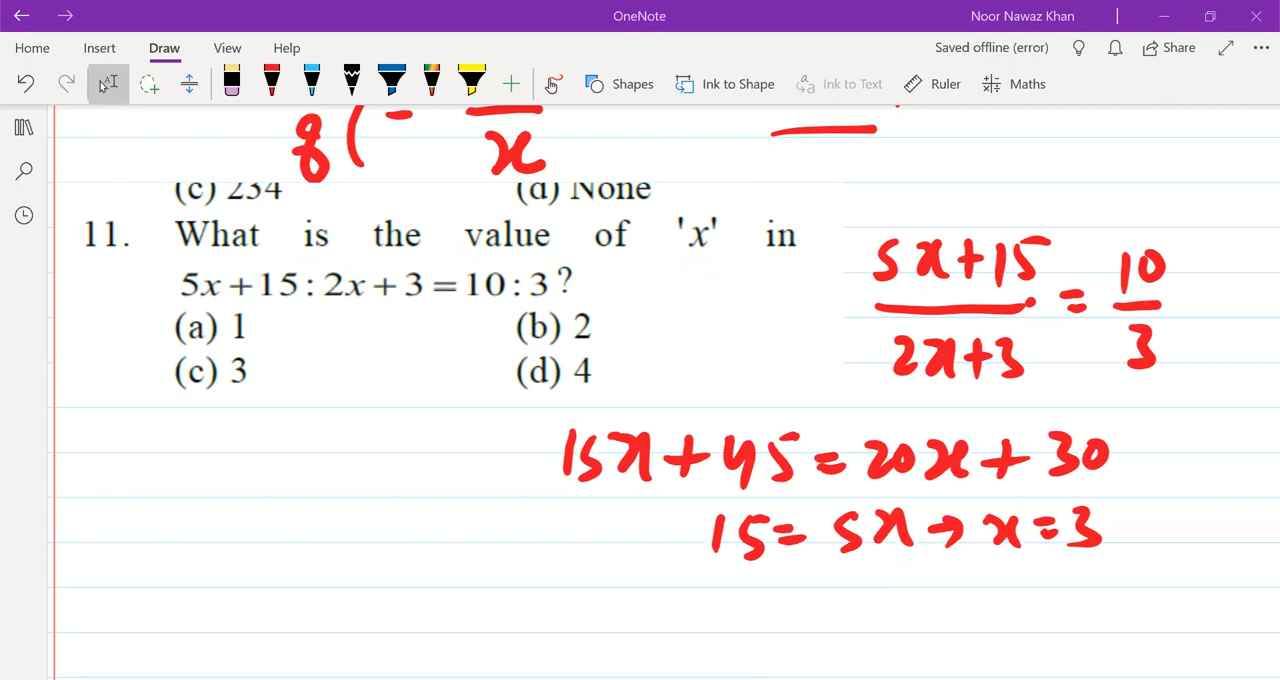 OneNote
Noor Nawaz Khan
Home Insert Draw View Help
Saved offline (error)
Share
Shapes
Ink to Shape
Ink to Text
Ruler
Maths
8 ( =
x
(c) 234 (d) None
11. What is the value of 'x' in
5x + 15 : 2x + 3 = 10 : 3 ?
(a) 1 (b) 2
(c) 3 (d) 4
5x+15 = 10
2x+3 3
15x + 45 = 20x + 30
15 = 5x → x = 3